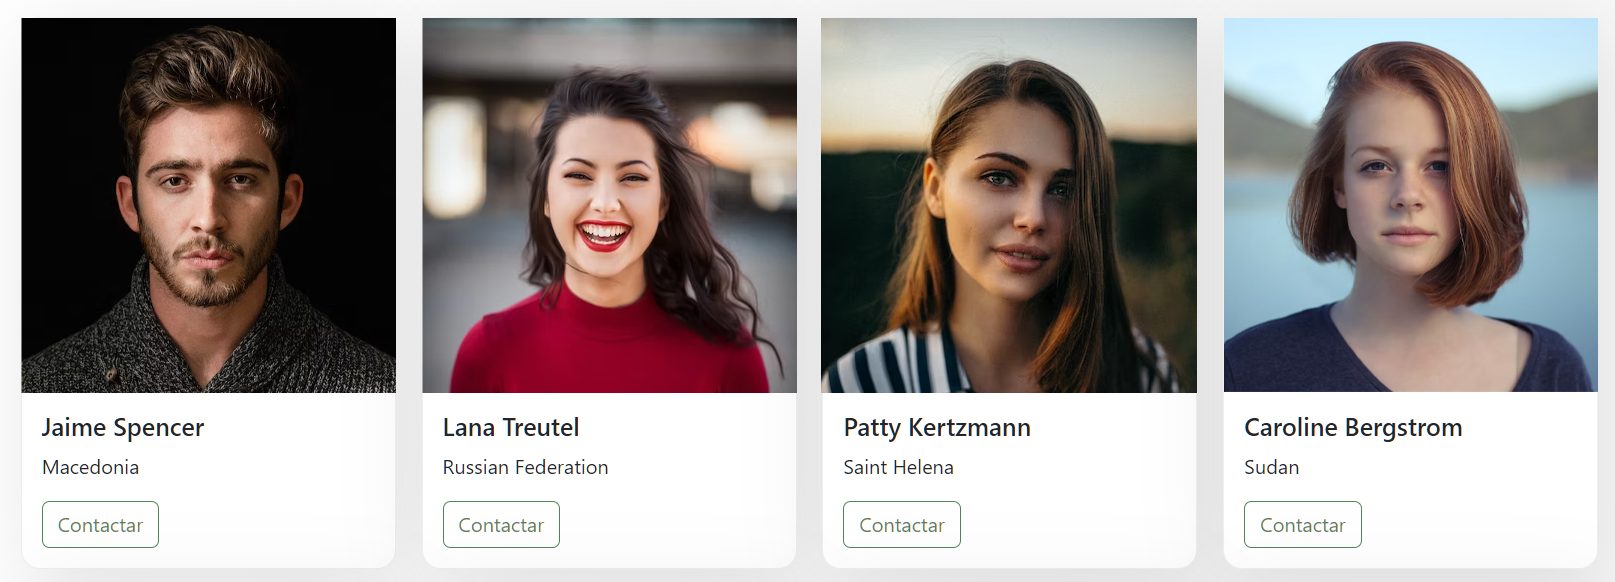 Jaime Spencer
Macedonia
Contactar
Lana Treutel
Russian Federation
Contactar
Patty Kertzmann
Saint Helena
Contactar
Caroline Bergstrom
Sudan
Contactar